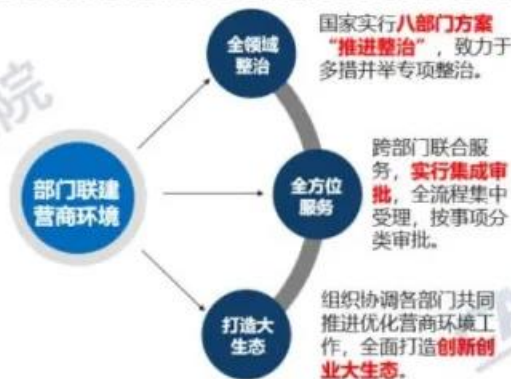 全领域
整治
国家实行八部门方案
“推进整治”，致力于
多措并举专项整治。
部门联建
营商环境
全方位
服务
跨部门联合服
务，实行集成审
批，全流程集中
受理，按事项分
类审批。
打造大
生态
组织协调各部门共同
推进优化营商环境工
作，全面打造创新创
业大生态。
院